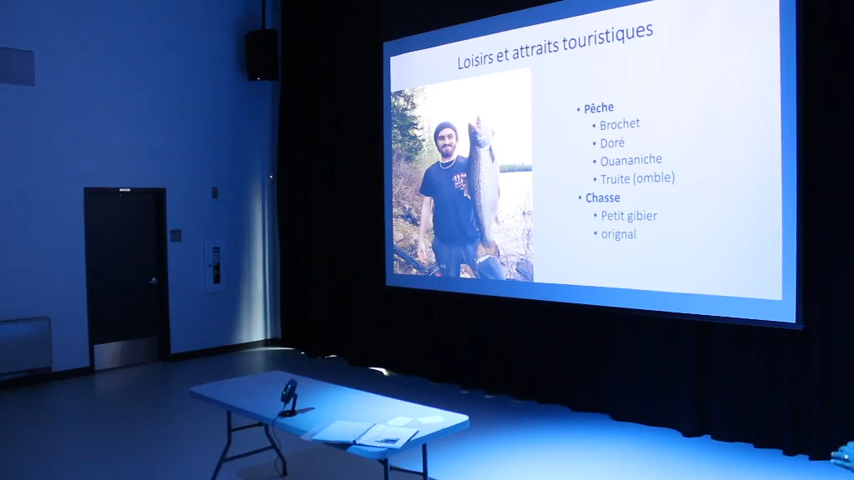 Loisirs et attraits touristiques
• Pêche
• Brochet
• Doré
• Ouananiche
• Truite (omble)
• Chasse
• Petit gibier
• orignal